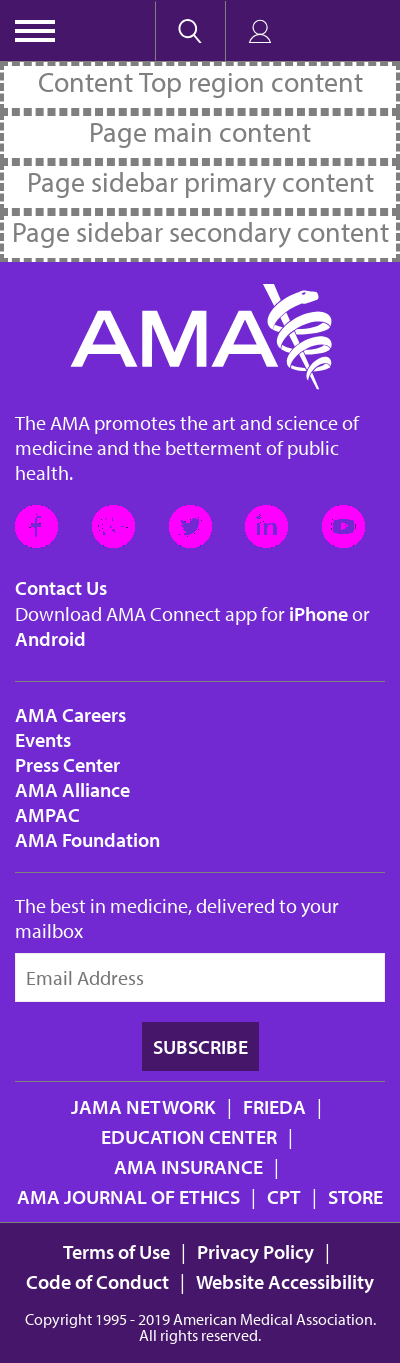 Content Top region content
Page main content
Page sidebar primary content
Page sidebar secondary content
AMA
The AMA promotes the art and science of
medicine and the betterment of public
health.
Contact Us
Download AMA Connect app for iPhone or
Android
AMA Careers
Events
Press Center
AMA Alliance
AMPAC
AMA Foundation
The best in medicine, delivered to your
mailbox
Email Address
SUBSCRIBE
JAMA NETWORK | FRIEDA |
EDUCATION CENTER |
AMA INSURANCE |
AMA JOURNAL OF ETHICS | CPT | STORE
Terms of Use | Privacy Policy |
Code of Conduct | Website Accessibility
Copyright 1995 - 2019 American Medical Association.
All rights reserved.